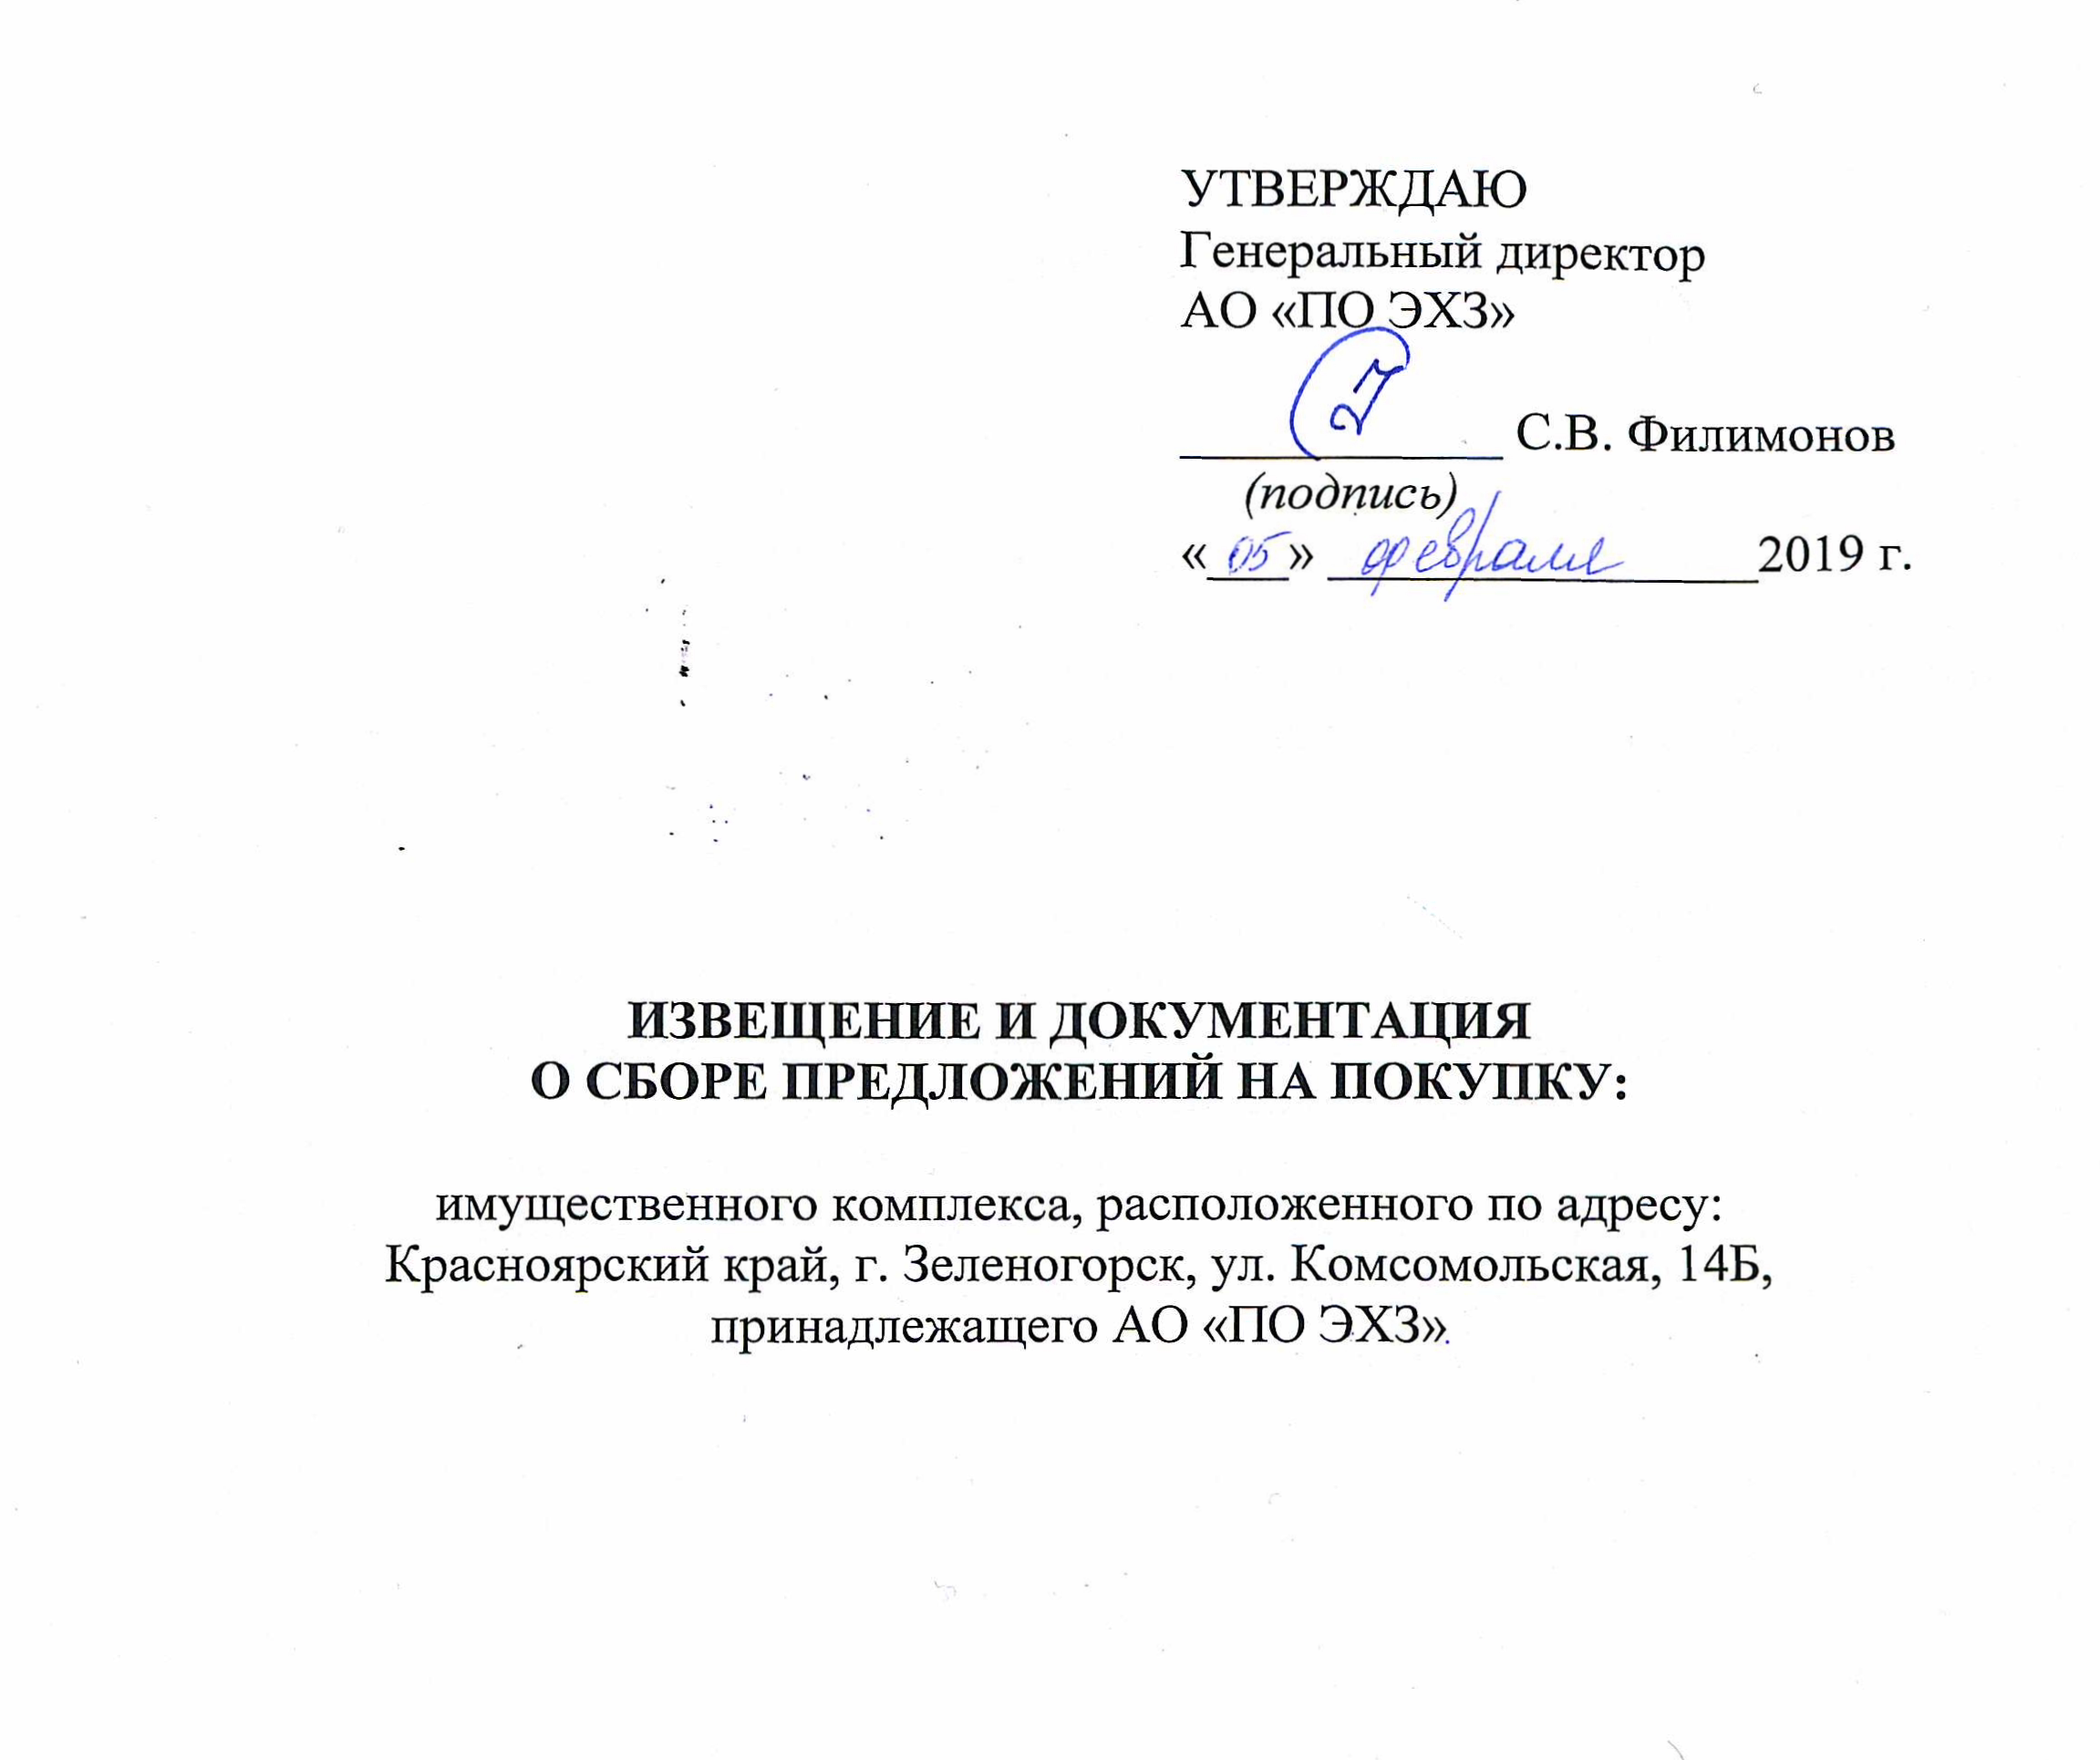 УТВЕРЖДАЮ
Генеральный директор
АО «ПО ЭХЗ»
С.В. Филимонов
(подпись)
«05» февраля 2019 г.
ИЗВЕЩЕНИЕ И ДОКУМЕНТАЦИЯ
О СБОРЕ ПРЕДЛОЖЕНИЙ НА ПОКУПКУ:
имущественного комплекса, расположенного по адресу:
Красноярский край, г. Зеленогорск, ул. Комсомольская, 14Б,
принадлежащего АО «ПО ЭХЗ».